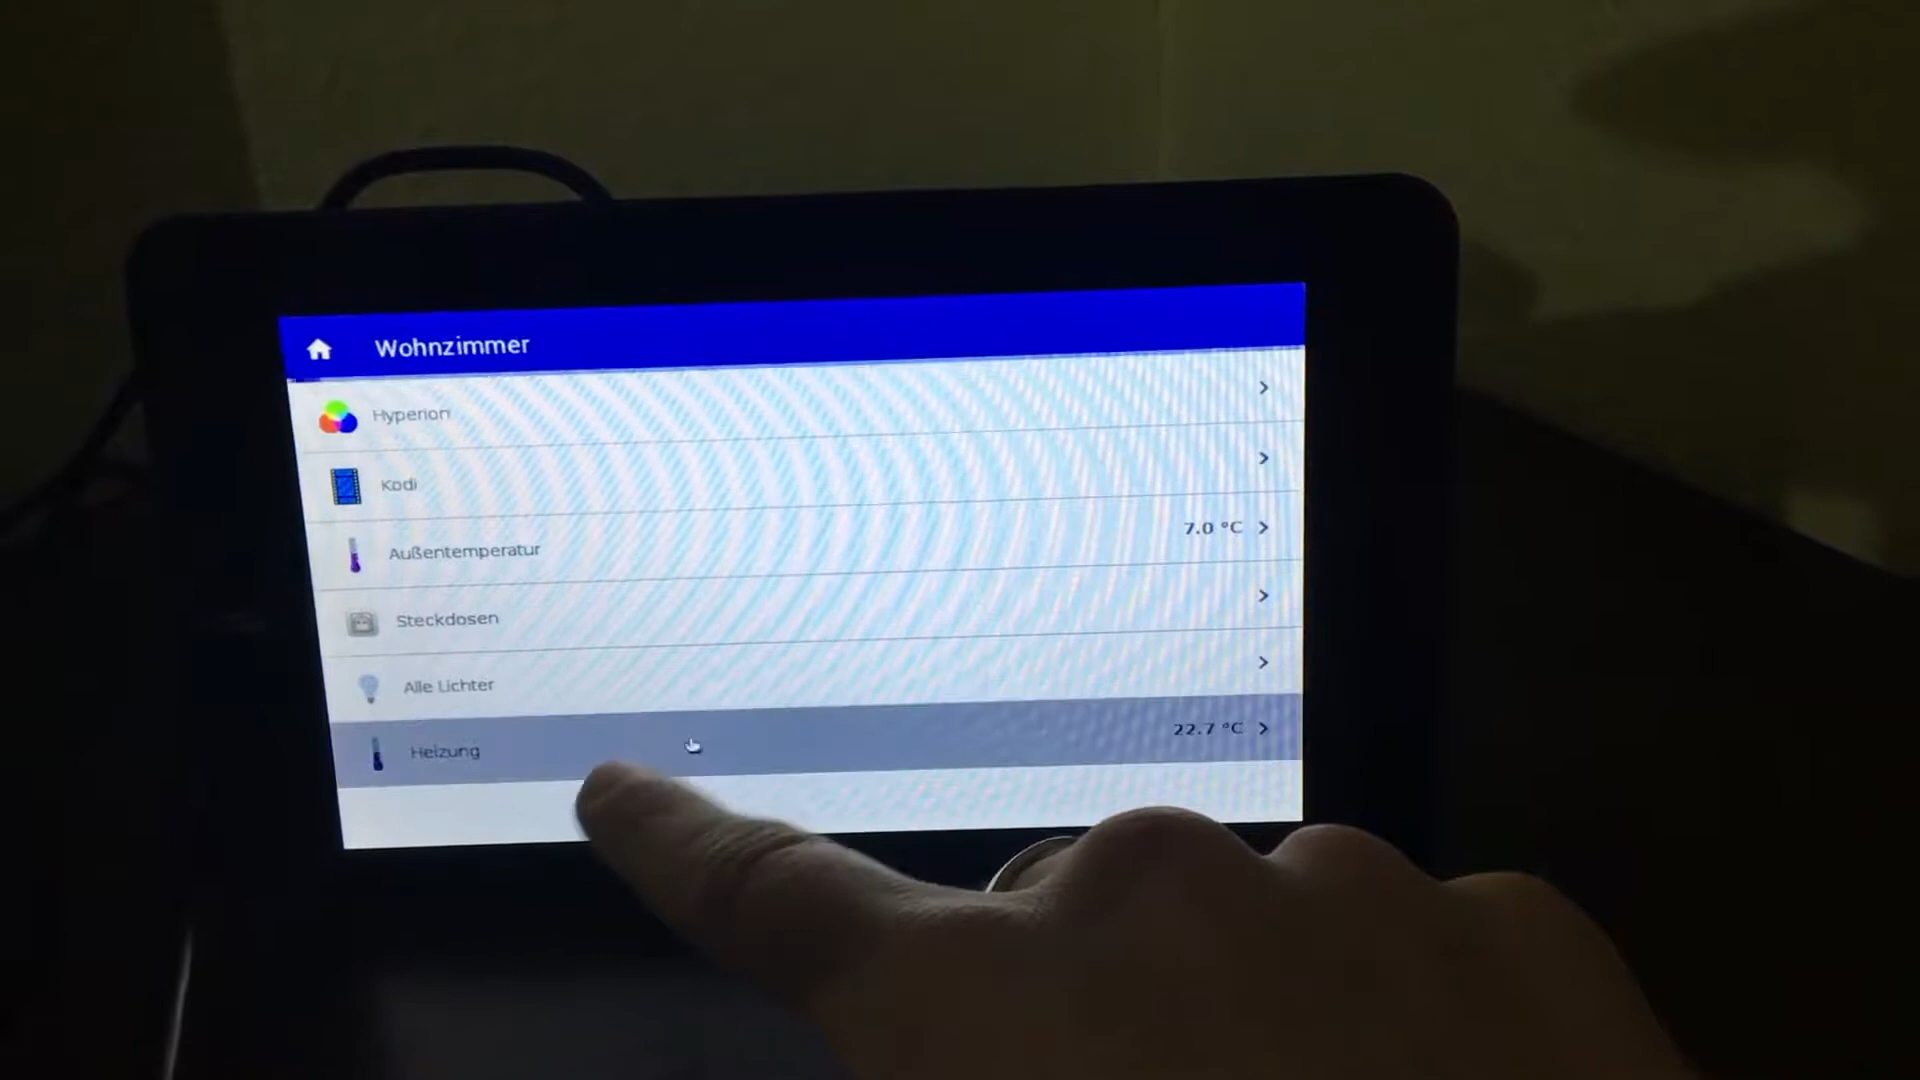 Wohnzimmer
Hyperion
Kodi
Außentemperatur 7.0 °C
Steckdosen
Alle Lichter
Heizung 22.7 °C